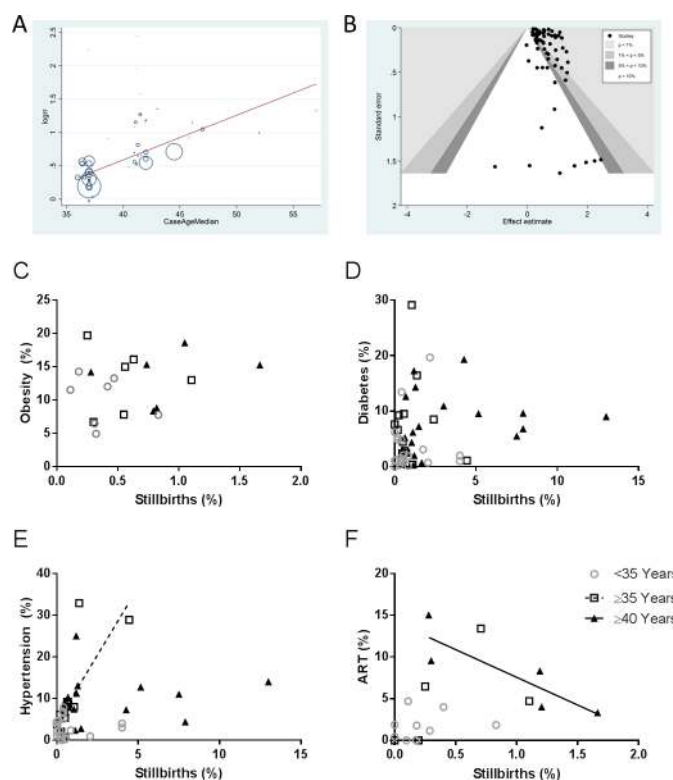 A
logrr
2.5
2
1.5
1
.5
0
35 40 45 50 55
CaseAgeMedian
B
Standard error
0
.5
1
1.5
2
-4 -2 0 2 4
Effect estimate
Studies
p < 1%
1% < p < 5%
5% < p < 10%
p > 10%
C
Obesity (%)
25
20
15
10
5
0
0.0 0.5 1.0 1.5 2.0
Stillbirths (%)
D
Diabetes (%)
30
20
10
0
0 5 10 15
Stillbirths (%)
E
Hypertension (%)
40
30
20
10
0
0 5 10 15
Stillbirths (%)
F
ART (%)
20
15
10
5
0
0.0 0.5 1.0 1.5 2.0
Stillbirths (%)
<35 Years
≥35 Years
≥40 Years